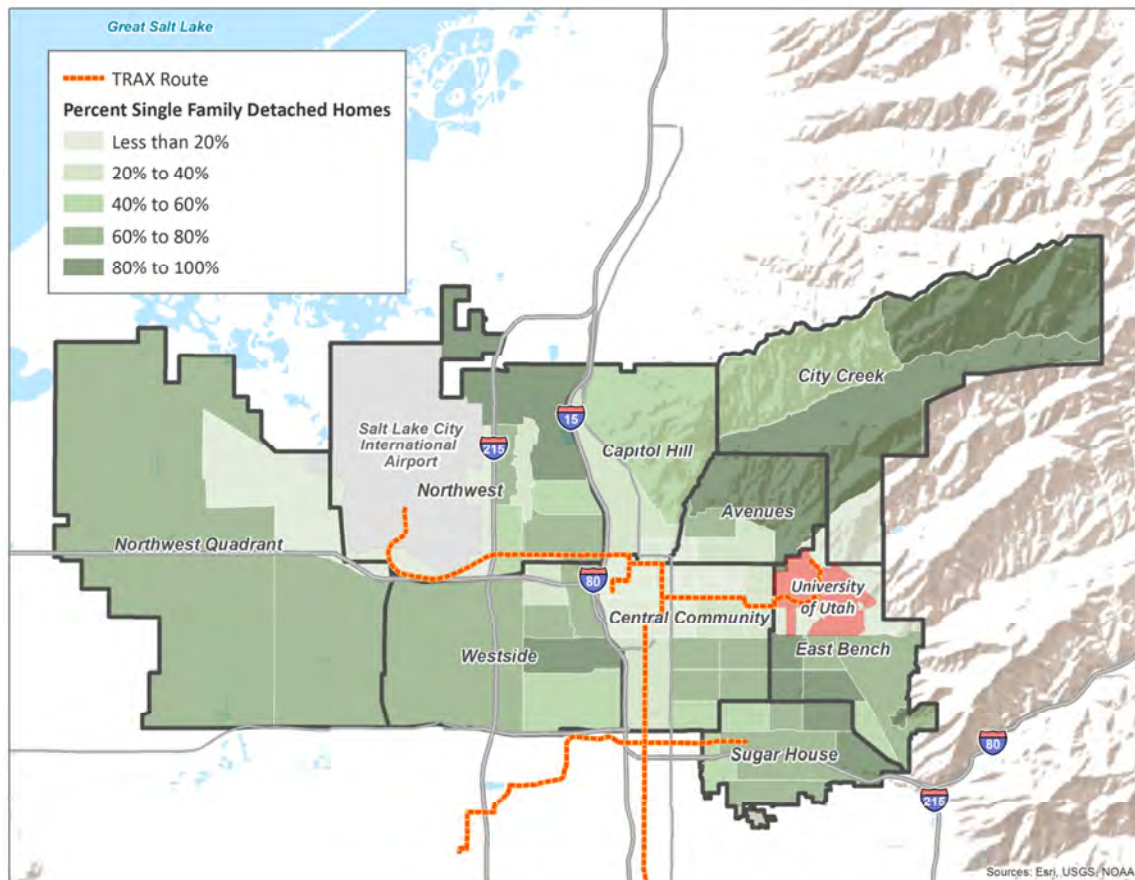 Great Salt Lake
TRAX Route
Percent Single Family Detached Homes
Less than 20%
20% to 40%
40% to 60%
60% to 80%
80% to 100%
City Creek
15
Salt Lake City
International
Airport
215
Capitol Hill
Northwest
Avenues
Northwest Quadrant
80
University
of Utah
Central Community
East Bench
Westside
80
Sugar House
215
Sources: Esri, USGS, NOAA